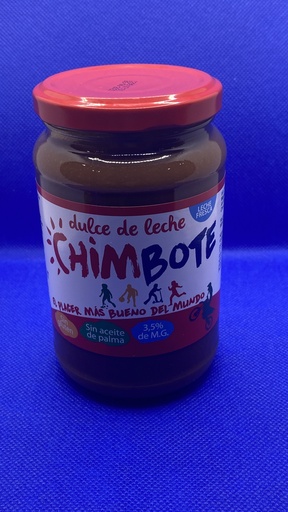 dulce de leche
LECHE
FRESCA
CHIMBOTE
EL PLACER MÁS BUENO DEL MUNDO
Sin aceite
de palma
3,5%
de M.G.